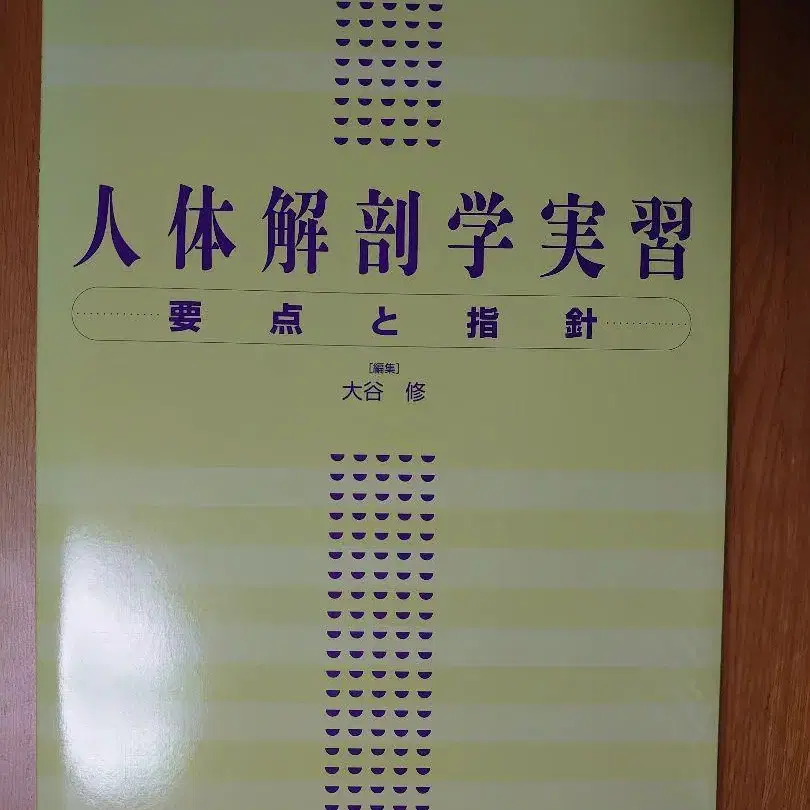 人体解剖学実習
要点と指針
[編集]
大谷 修